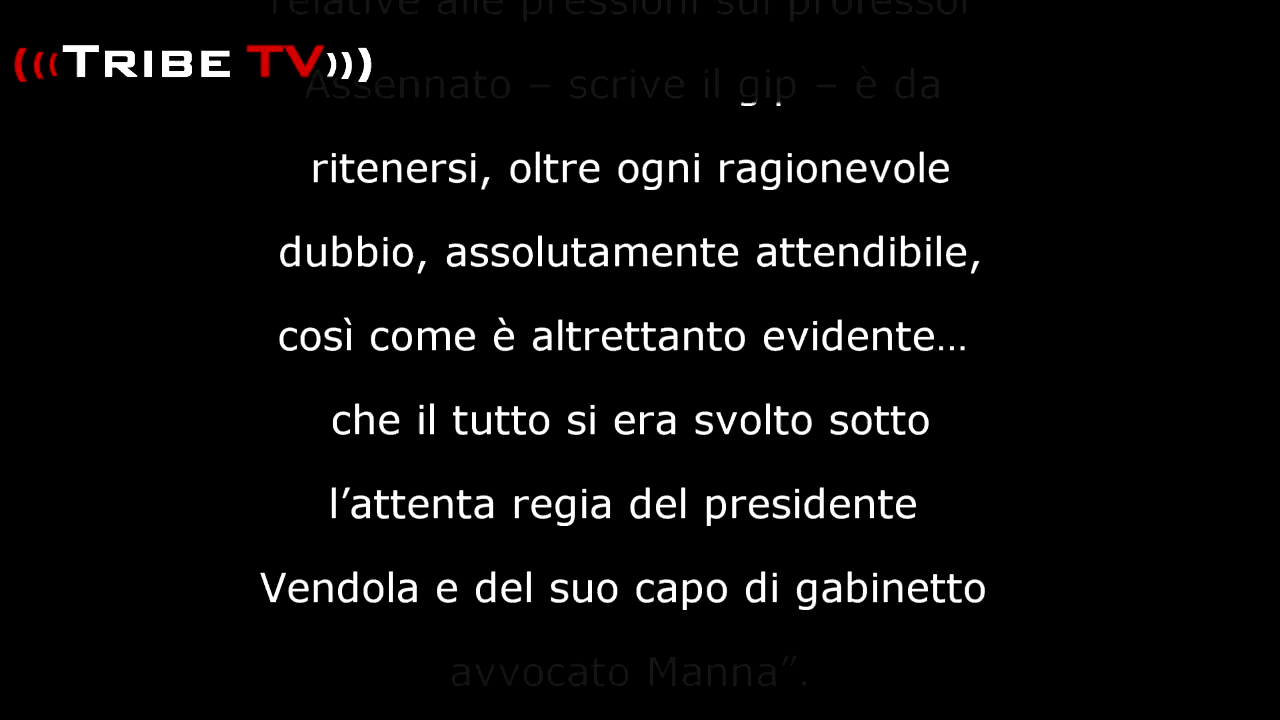 relative alle pressioni sul professor
(((TRIBE TV)))
Assennato – scrive il gip – è da
ritenersi, oltre ogni ragionevole
dubbio, assolutamente attendibile,
così come è altrettanto evidente…
che il tutto si era svolto sotto
l’attenta regia del presidente
Vendola e del suo capo di gabinetto
avvocato Manna”.